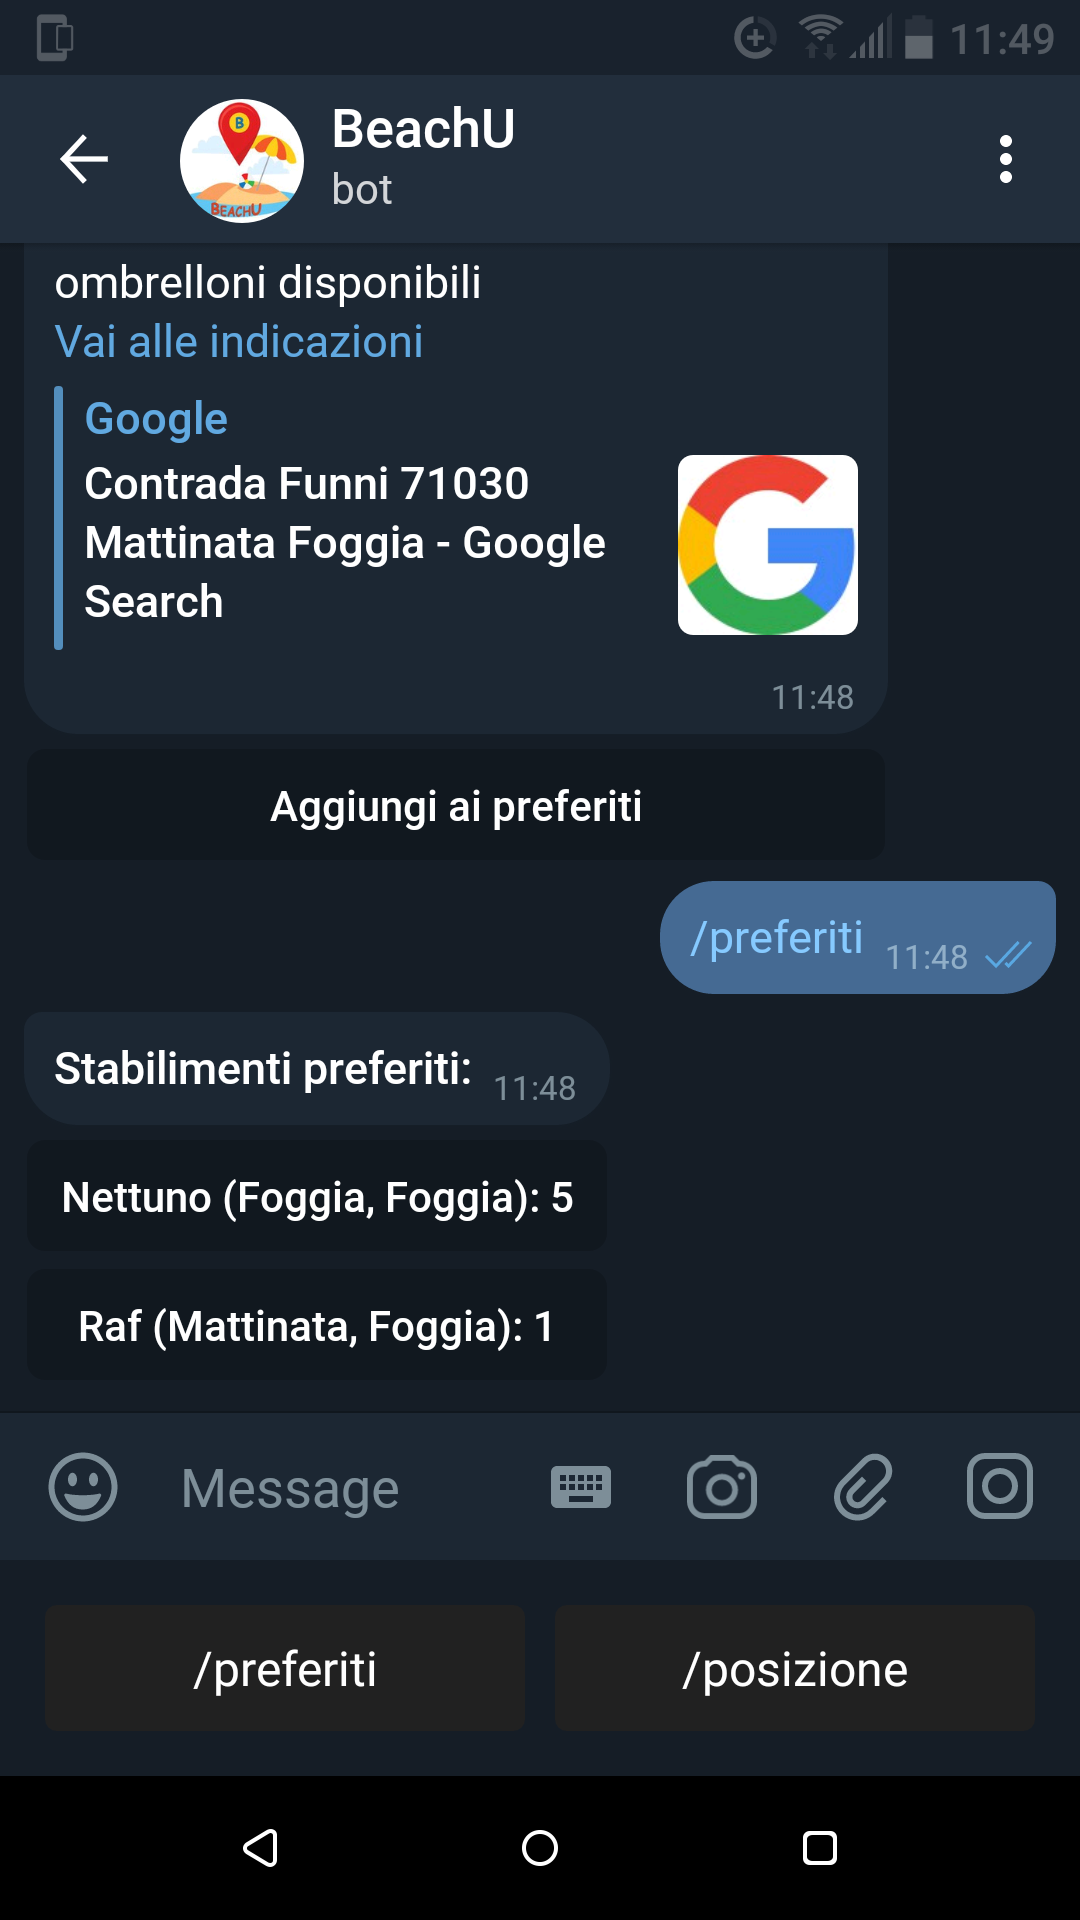 11:49
B
BEACHU
BeachU
bot
ombrelloni disponibili
Vai alle indicazioni
Google
Contrada Funni 71030
Mattinata Foggia - Google
Search
11:48
Aggiungi ai preferiti
/preferiti 11:48
Stabilimenti preferiti: 11:48
Nettuno (Foggia, Foggia): 5
Raf (Mattinata, Foggia): 1
Message
/preferiti /posizione